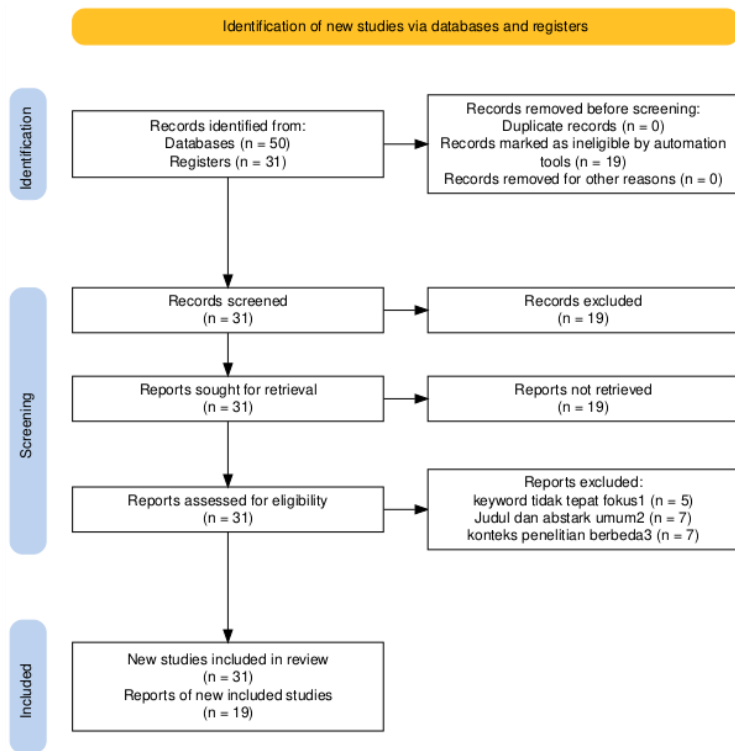 Identification of new studies via databases and registers
Identification
Records identified from:
Databases (n = 50)
Registers (n = 31)
Records removed before screening:
Duplicate records (n = 0)
Records marked as ineligible by automation
tools (n = 19)
Records removed for other reasons (n = 0)
Screening
Records screened
(n = 31)
Records excluded
(n = 19)
Reports sought for retrieval
(n = 31)
Reports not retrieved
(n = 19)
Reports assessed for eligibility
(n = 31)
Reports excluded:
keyword tidak tepat fokus1 (n = 5)
Judul dan abstark umum2 (n = 7)
konteks penelitian berbeda3 (n = 7)
Included
New studies included in review
(n = 31)
Reports of new included studies
(n = 19)